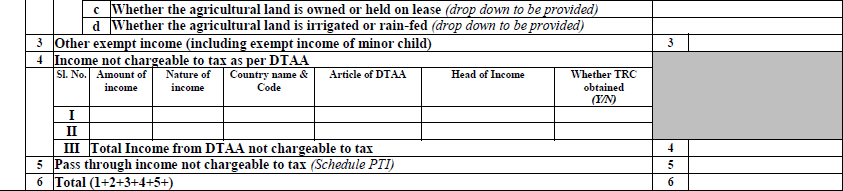 c Whether the agricultural land is owned or held on lease (drop down to be provided)
d Whether the agricultural land is irrigated or rain-fed (drop down to be provided)
3 Other exempt income (including exempt income of minor child) 3
4 Income not chargeable to tax as per DTAA
Sl. No. Amount of income Nature of income Country name & Code Article of DTAA Head of Income Whether TRC obtained (Y/N)
I
II
III Total Income from DTAA not chargeable to tax 4
5 Pass through income not chargeable to tax (Schedule PTI) 5
6 Total (1+2+3+4+5+) 6